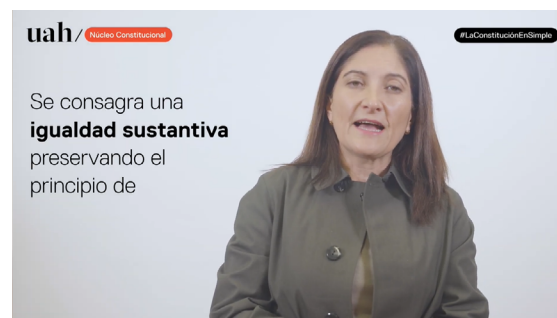 uah/ Núcleo Constitucional
#LaConstituciónEnSimple
Se consagra una
igualdad sustantiva
preservando el
principio de